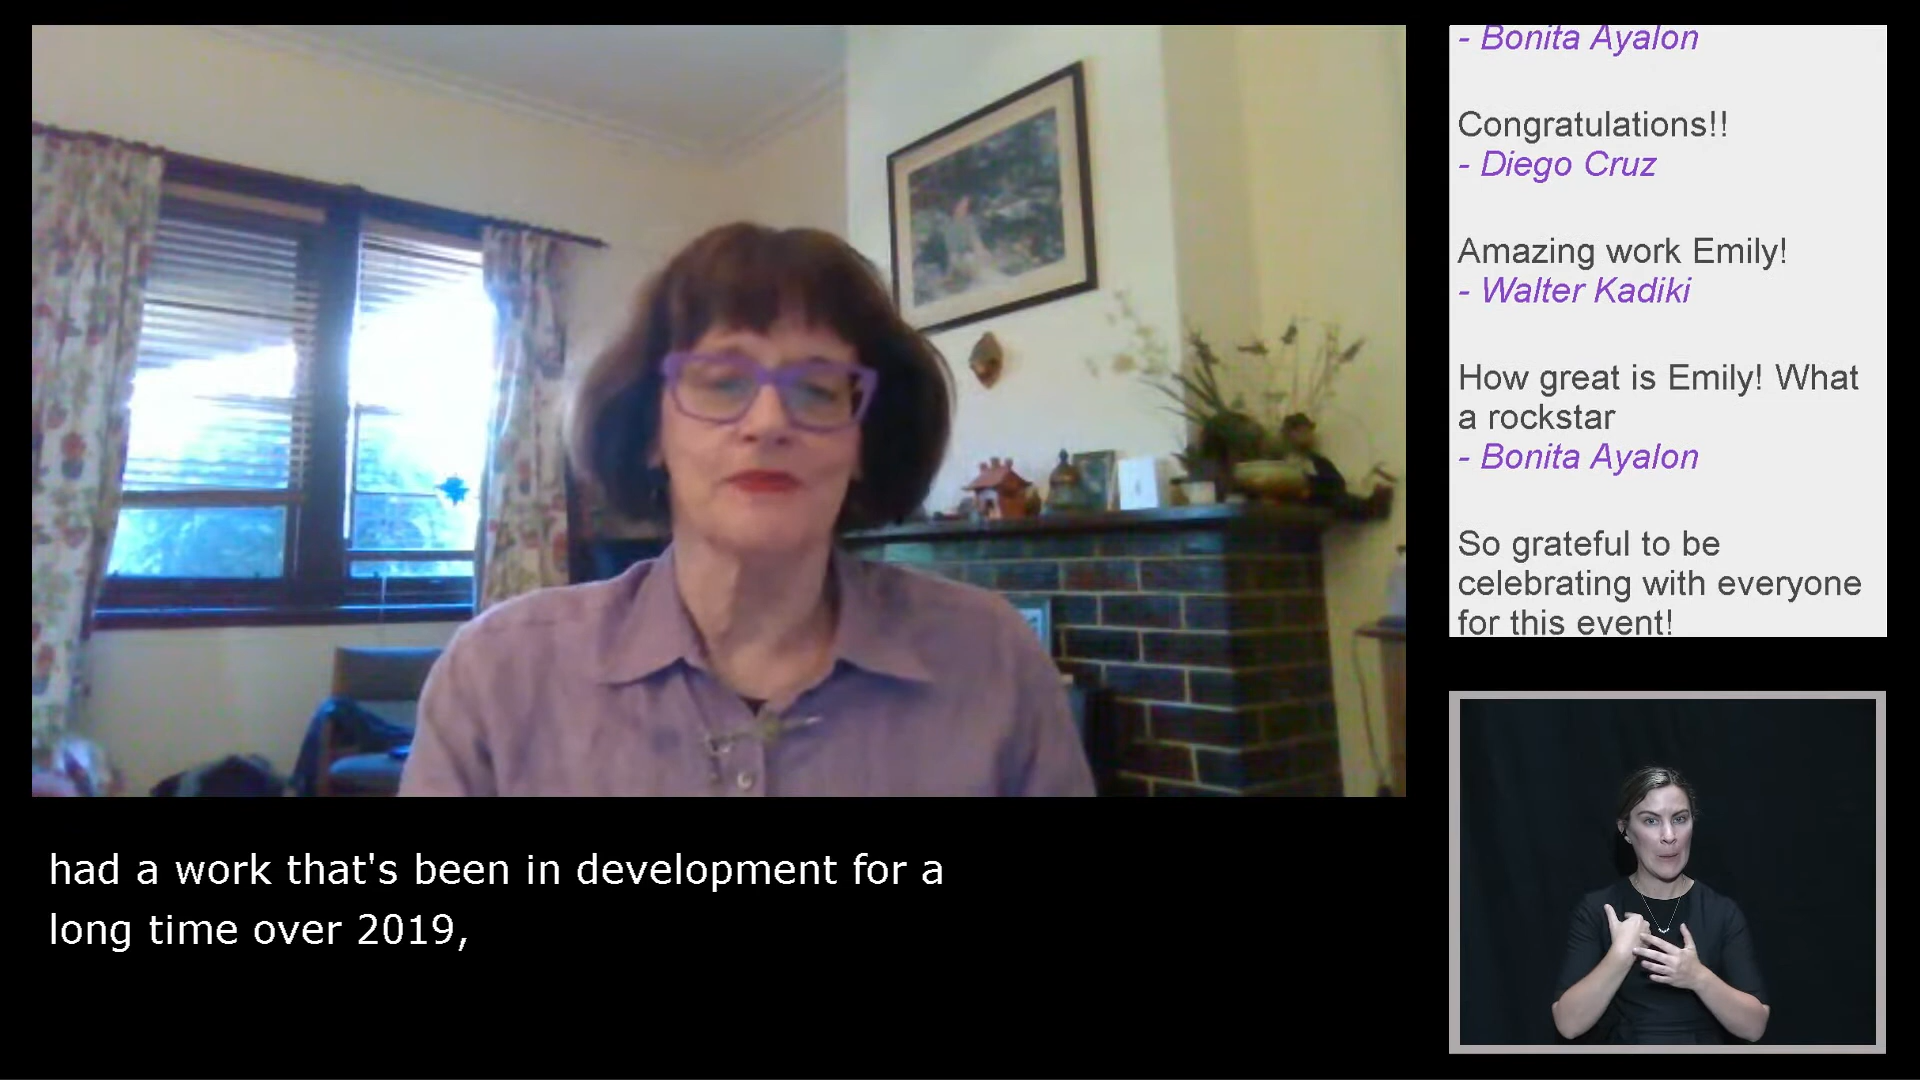 - Bonita Ayalon
Congratulations!!
- Diego Cruz
Amazing work Emily!
- Walter Kadiki
How great is Emily! What
a rockstar
- Bonita Ayalon
So grateful to be
celebrating with everyone
for this event!
had a work that's been in development for a
long time over 2019,